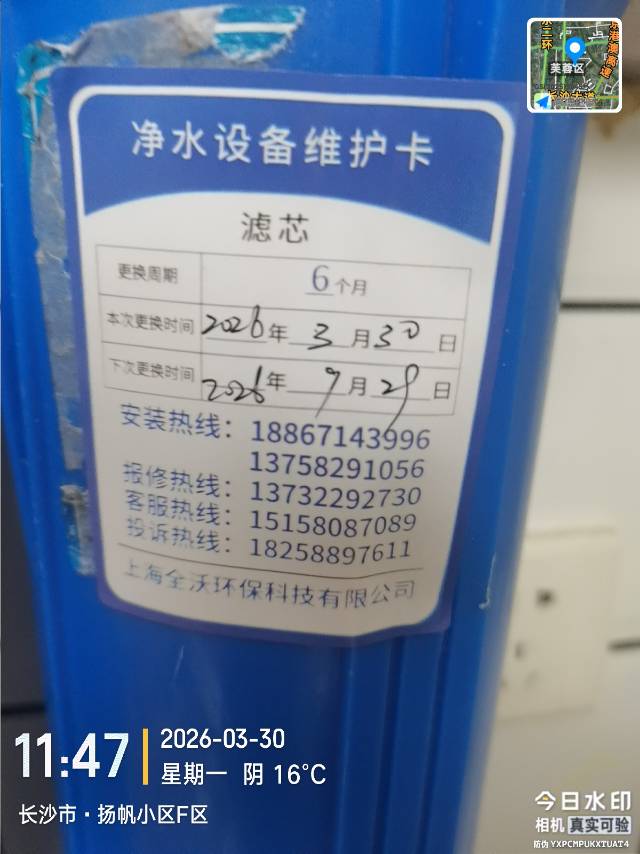 芙蓉区
净水设备维护卡
滤芯
更换周期 6个月
本次更换时间 2026年3月30日
下次更换时间 2026年9月29日
安装热线：18867143996
13758291056
报修热线：13732292730
客服热线：15158087089
投诉热线：18258897611
上海全沃环保科技有限公司
11:47
2026-03-30
星期一 阴 16°C
长沙市·扬帆小区F区
今日水印
相机 真实可验
防伪 YXPCMPUKXTUAT4